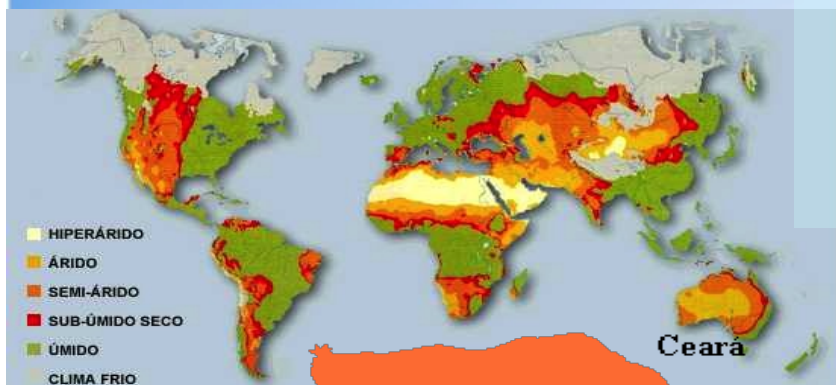 HIPERÁRIDO
ÁRIDO
SEMI-ÁRIDO
SUB-ÚMIDO SECO
ÚMIDO
CLIMA FRIO
Ceará